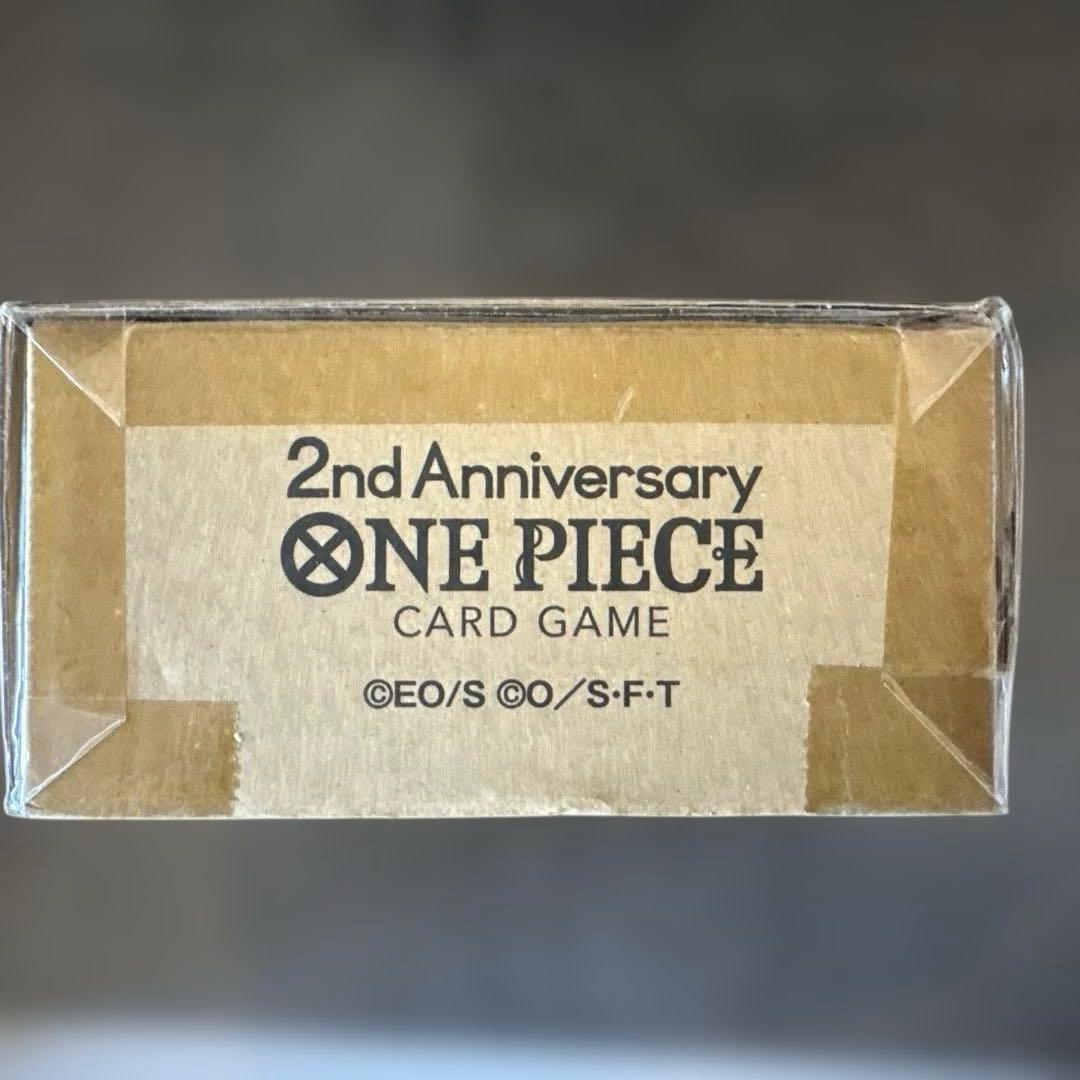 2nd Anniversary
ONE PIECE
CARD GAME
©EO/S ©O／S･F･T